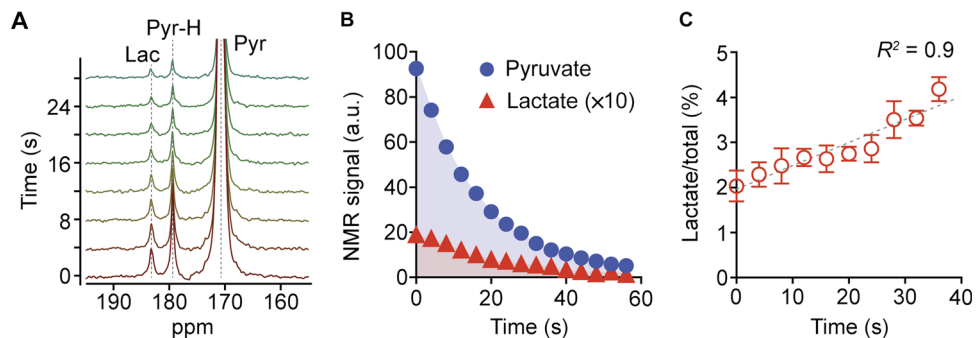 A
Lac
Pyr-H
Pyr
Time (s)
24
16
8
0
190
180
170
160
ppm
B
NMR signal (a.u.)
100
80
60
40
20
0
Pyruvate
Lactate (×10)
0
20
40
60
Time (s)
C
Lactate/total (%)
5
4
3
2
1
0
R² = 0.9
0
10
20
30
40
Time (s)